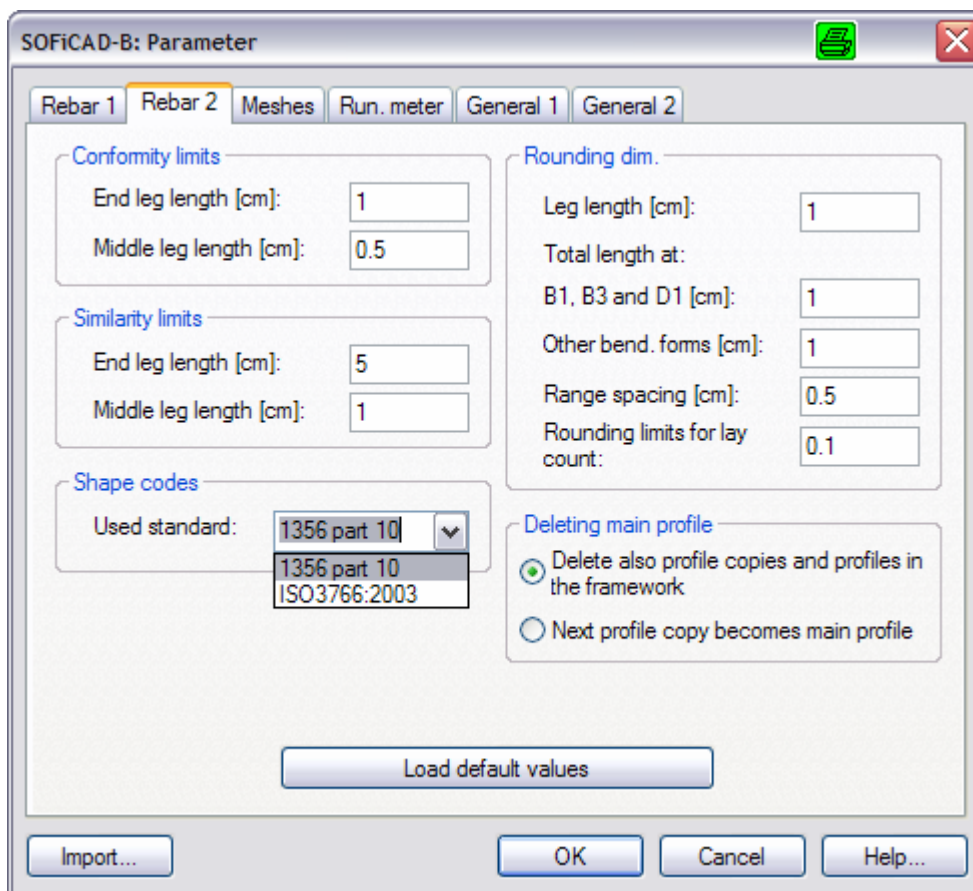 SOFiCAD-B: Parameter
Rebar 1
Rebar 2
Meshes
Run. meter
General 1
General 2
Conformity limits
End leg length [cm]: 1
Middle leg length [cm]: 0.5
Similarity limits
End leg length [cm]: 5
Middle leg length [cm]: 1
Shape codes
Used standard: 1356 part 10
1356 part 10
ISO3766:2003
Rounding dim.
Leg length [cm]: 1
Total length at:
B1, B3 and D1 [cm]: 1
Other bend. forms [cm]: 1
Range spacing [cm]: 0.5
Rounding limits for lay
count: 0.1
Deleting main profile
Delete also profile copies and profiles in
the framework
Next profile copy becomes main profile
Load default values
Import...
OK
Cancel
Help...